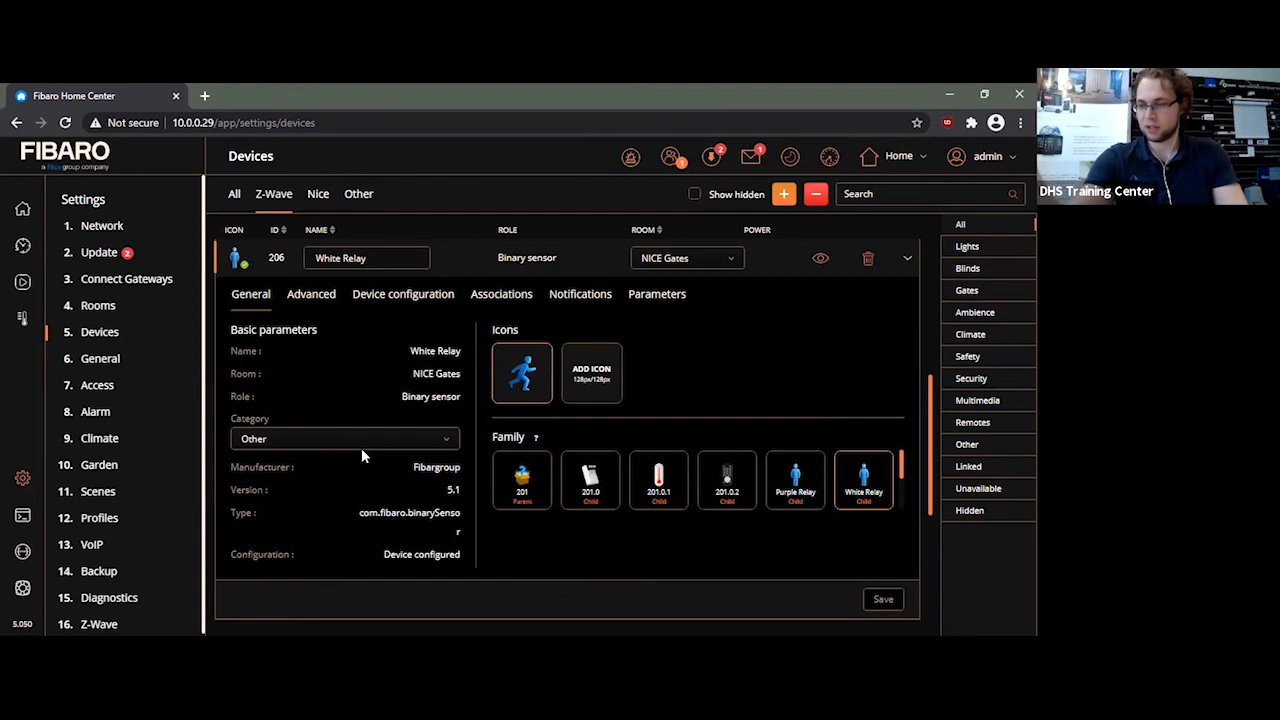 Fibaro Home Center
Not secure
10.0.0.29/app/settings/devices
FIBARO
a Nice group company
Devices
1
2
1
Home
admin
DHS Training Center
Settings
1. Network
2. Update 2
3. Connect Gateways
4. Rooms
5. Devices
6. General
7. Access
8. Alarm
9. Climate
10. Garden
11. Scenes
12. Profiles
13. VoIP
14. Backup
15. Diagnostics
16. Z-Wave
5.050
All
Z-Wave
Nice
Other
Show hidden
Search
ICON
ID
NAME
ROLE
ROOM
POWER
206
White Relay
Binary sensor
NICE Gates
General
Advanced
Device configuration
Associations
Notifications
Parameters
Basic parameters
Name :
White Relay
Room :
NICE Gates
Role :
Binary sensor
Category
Other
Manufacturer :
Fibargroup
Version :
5.1
Type :
com.fibaro.binarySenso
r
Configuration :
Device configured
Icons
ADD ICON
128px/128px
Family ?
201
Parent
201.0
Child
201.0.1
Child
201.0.2
Child
Purple Relay
Child
White Relay
Child
Save
All
Lights
Blinds
Gates
Ambience
Climate
Safety
Security
Multimedia
Remotes
Other
Linked
Unavailable
Hidden